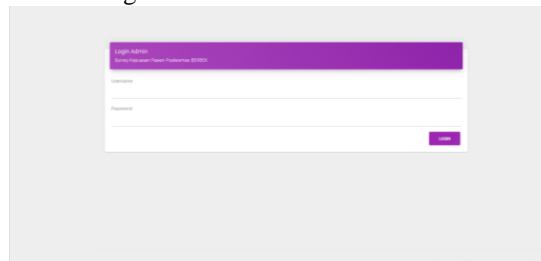 Login Admin
Survey Kepuasan Pasien Puskesmas
Username
Password
LOGIN